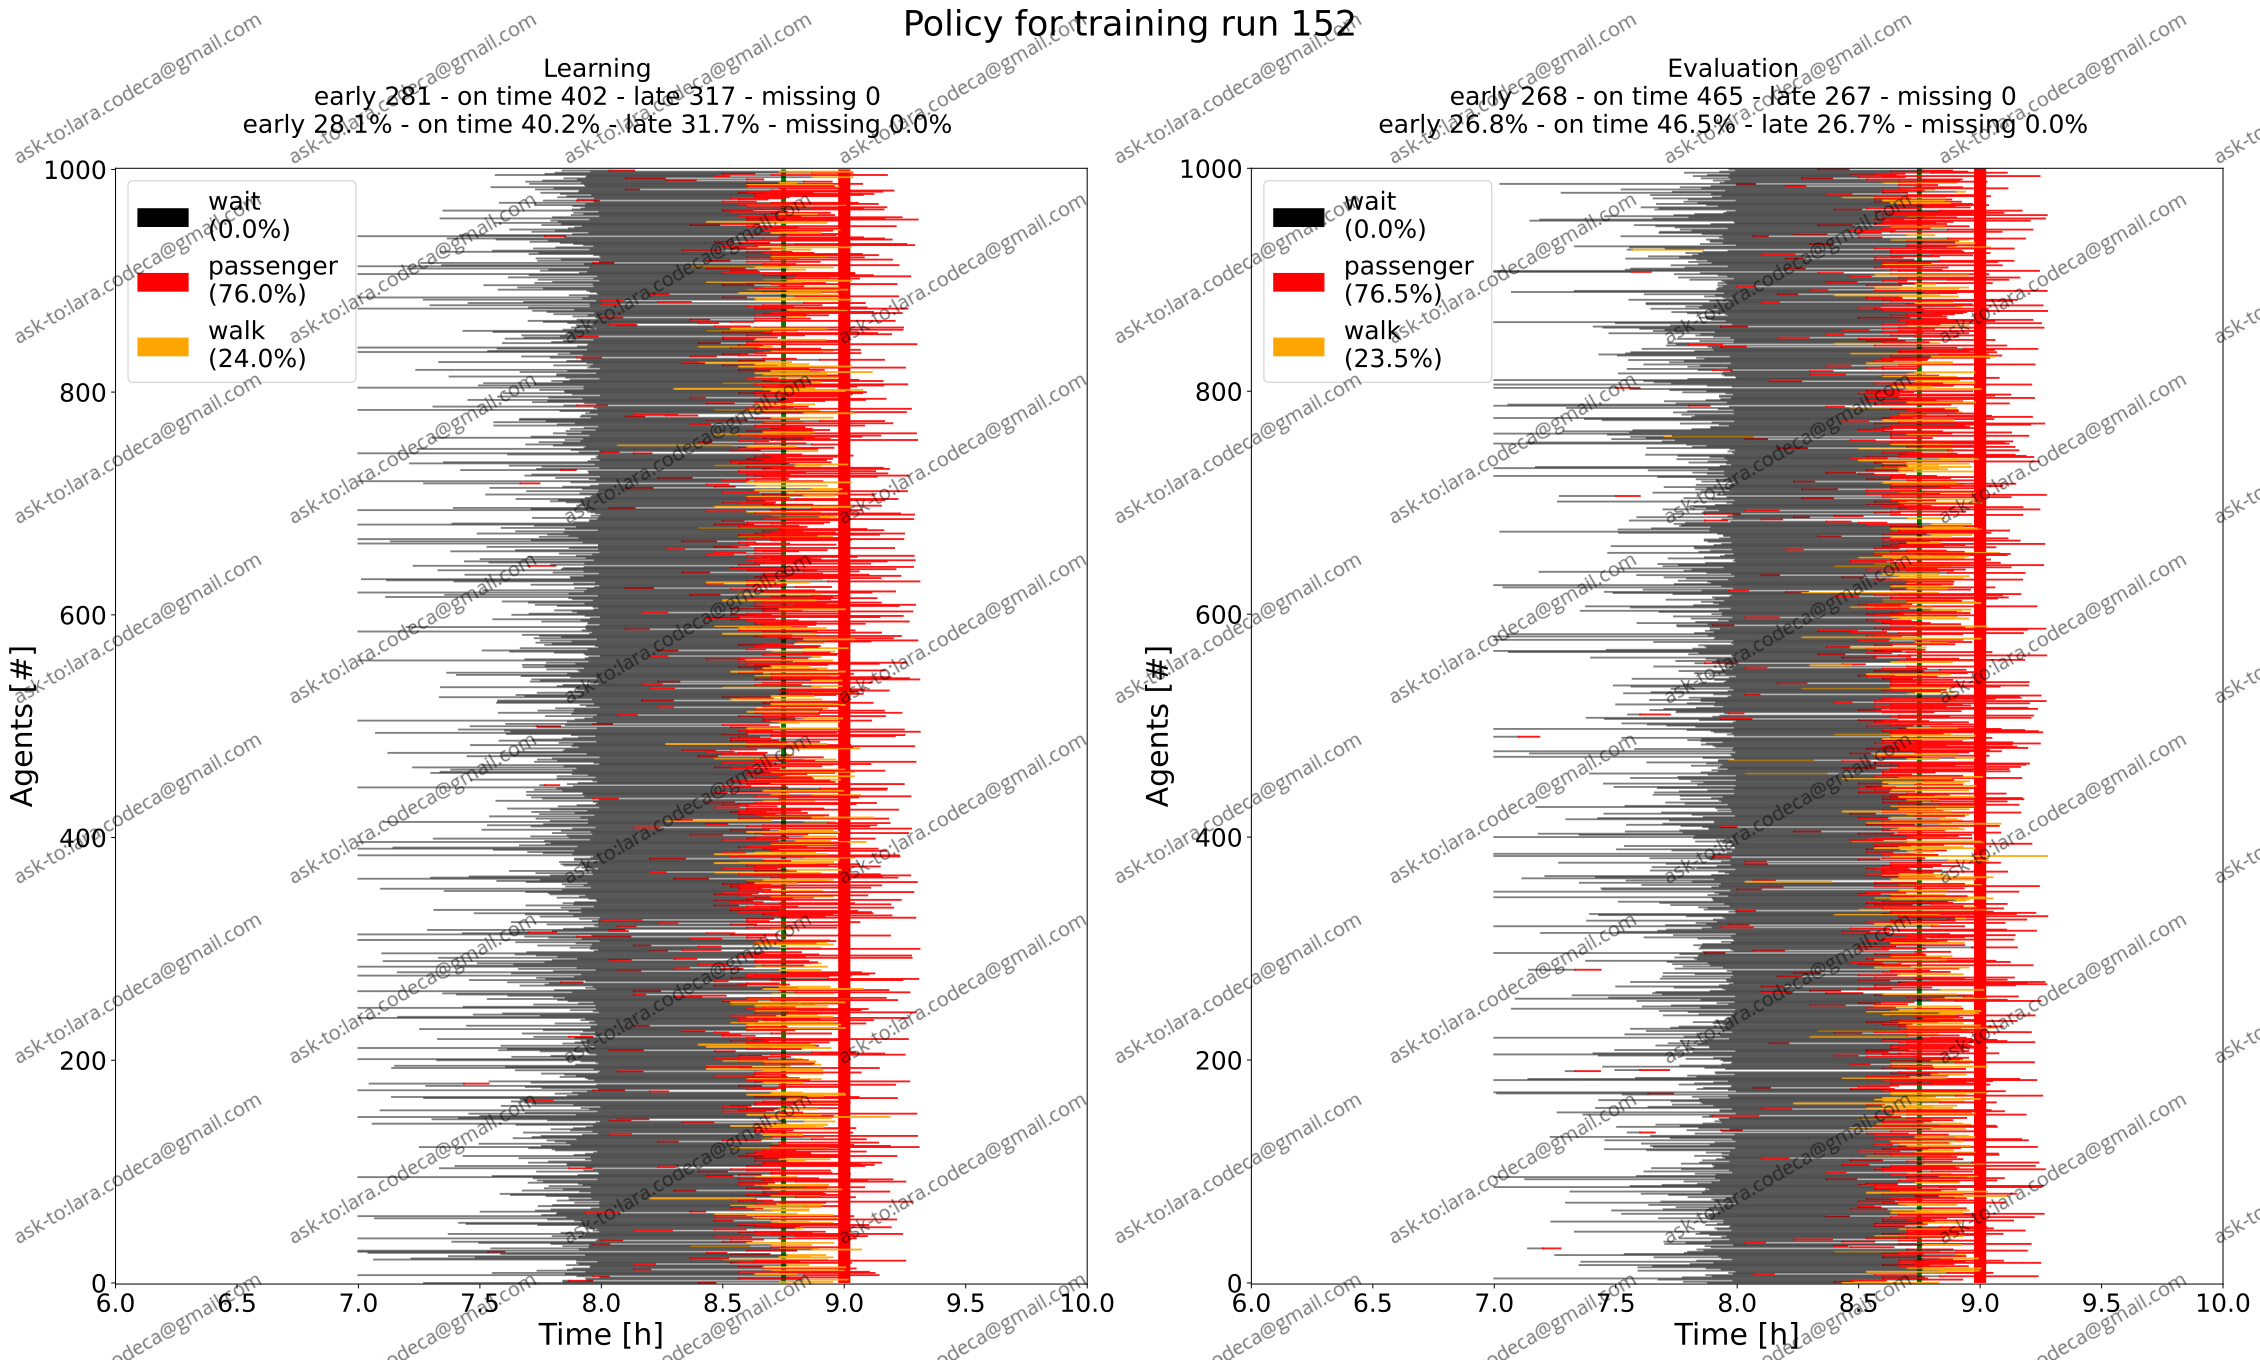 Policy for training run 152
Learning
early 281 - on time 402 - late 317 - missing 0
early 28.1% - on time 40.2% - late 31.7% - missing 0.0%
wait
(0.0%)
passenger
(76.0%)
walk
(24.0%)
Agents [#]
1000
800
600
400
200
0
6.0 6.5 7.0 7.5 8.0 8.5 9.0 9.5 10.0
Time [h]
Evaluation
early 268 - on time 465 - late 267 - missing 0
early 26.8% - on time 46.5% - late 26.7% - missing 0.0%
wait
(0.0%)
passenger
(76.5%)
walk
(23.5%)
Agents [#]
1000
800
600
400
200
0
6.0 6.5 7.0 7.5 8.0 8.5 9.0 9.5 10.0
Time [h]
ask-to:lara.codeca@gmail.com